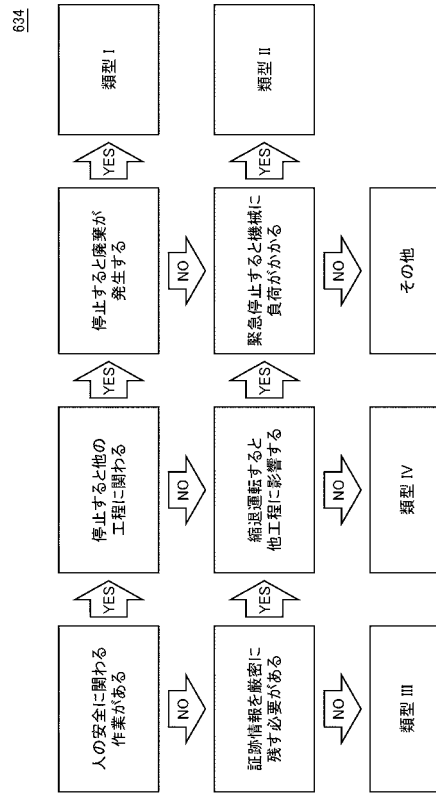 634
人の安全に関わる
作業がある
YES
停止すると他の
工程に関わる
YES
停止すると廃棄が
発生する
YES
類型 I
NO
NO
NO
証跡情報を厳密に
残す必要がある
YES
縮退運転すると
他工程に影響する
YES
緊急停止すると機械に
負荷がかかる
YES
類型 II
NO
NO
NO
類型 III
類型 IV
その他